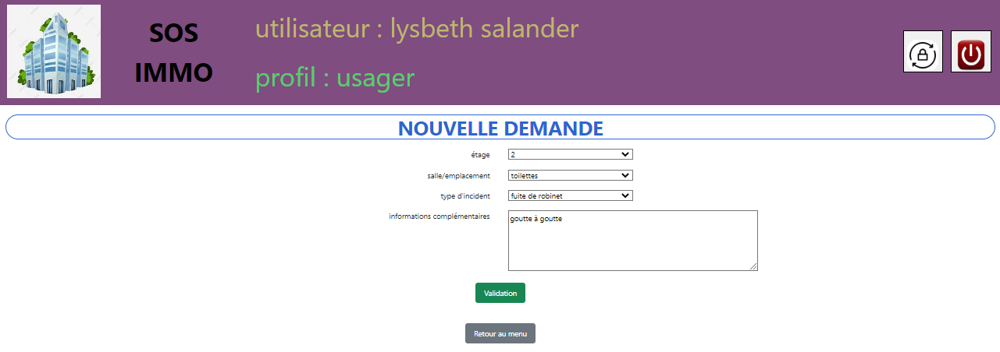 SOS
IMMO
utilisateur : lysbeth salander
profil : usager
NOUVELLE DEMANDE
étage
2
salle/emplacement
toilettes
type d'incident
fuite de robinet
informations complémentaires
goutte à goutte
Validation
Retour au menu